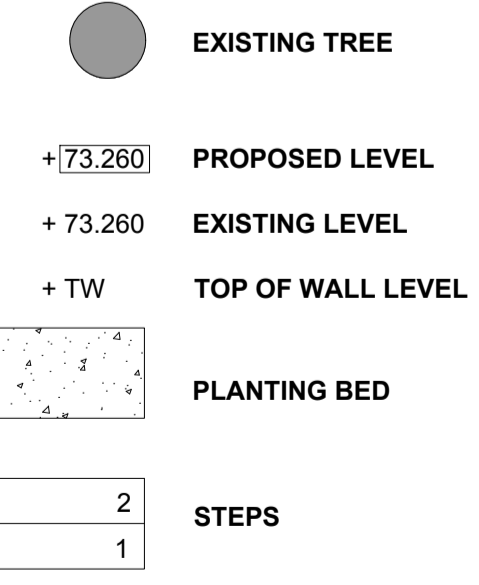 EXISTING TREE
+ 73.260 PROPOSED LEVEL
+ 73.260 EXISTING LEVEL
+ TW TOP OF WALL LEVEL
PLANTING BED
2
STEPS
1